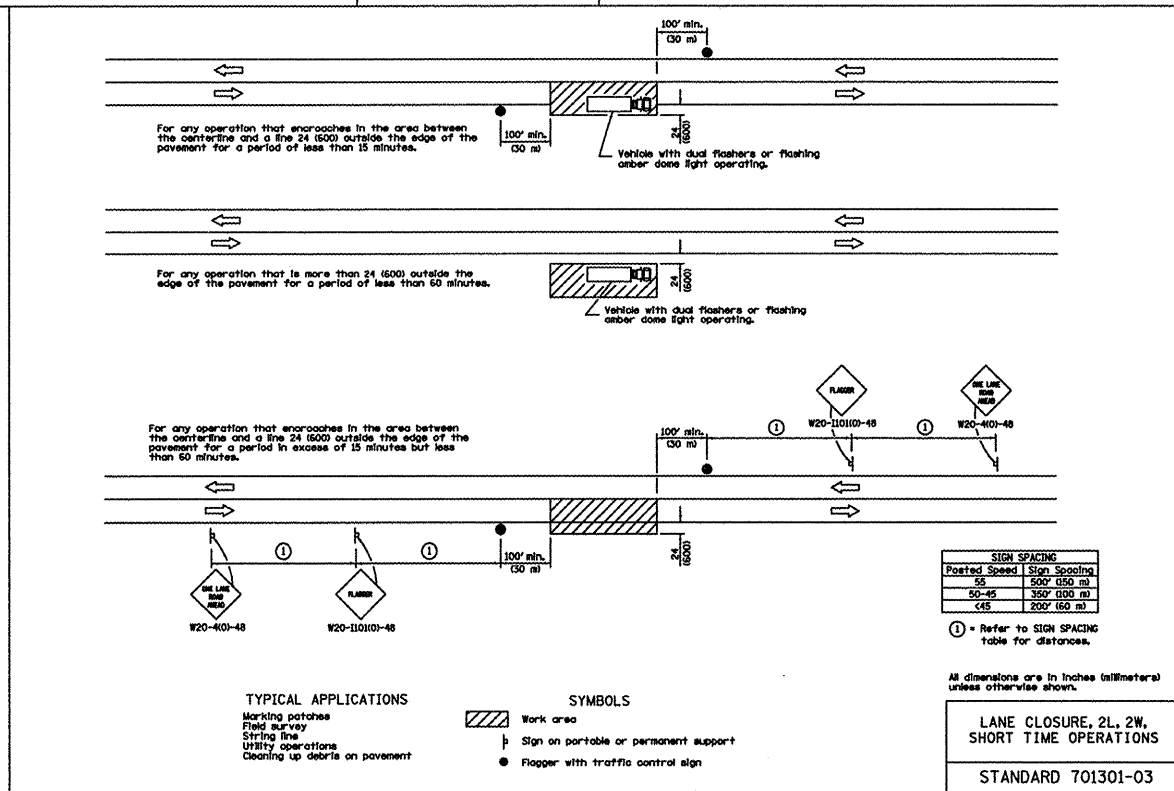 100' min.
(30 m)
For any operation that encroaches in the area between
the centerline and a line 24 (600) outside the edge of the
pavement for a period of less than 15 minutes.
100' min.
(30 m)
24
(600)
Vehicle with dual flashers or flashing
amber dome light operating.
For any operation that is more than 24 (600) outside the
edge of the pavement for a period of less than 60 minutes.
24
(600)
Vehicle with dual flashers or flashing
amber dome light operating.
For any operation that encroaches in the area between
the centerline and a line 24 (600) outside the edge of the
pavement for a period in excess of 15 minutes but less
than 60 minutes.
FLAGGER
ONE LANE
ROAD
AHEAD
W20-I101(O)-48
W20-4(O)-48
100' min.
(30 m)
1
1
1
1
100' min.
(30 m)
24
(600)
ONE LANE
ROAD
AHEAD
FLAGGER
W20-4(O)-48
W20-I101(O)-48
SIGN SPACING
Posted Speed Sign Spacing
55 500' (150 m)
50-45 350' (100 m)
<45 200' (60 m)
1 = Refer to SIGN SPACING
table for distances.
All dimensions are in inches (millimeters)
unless otherwise shown.
TYPICAL APPLICATIONS
Marking patches
Field survey
String line
Utility operations
Cleaning up debris on pavement
SYMBOLS
Work area
Sign on portable or permanent support
Flagger with traffic control sign
LANE CLOSURE, 2L, 2W,
SHORT TIME OPERATIONS
STANDARD 701301-03